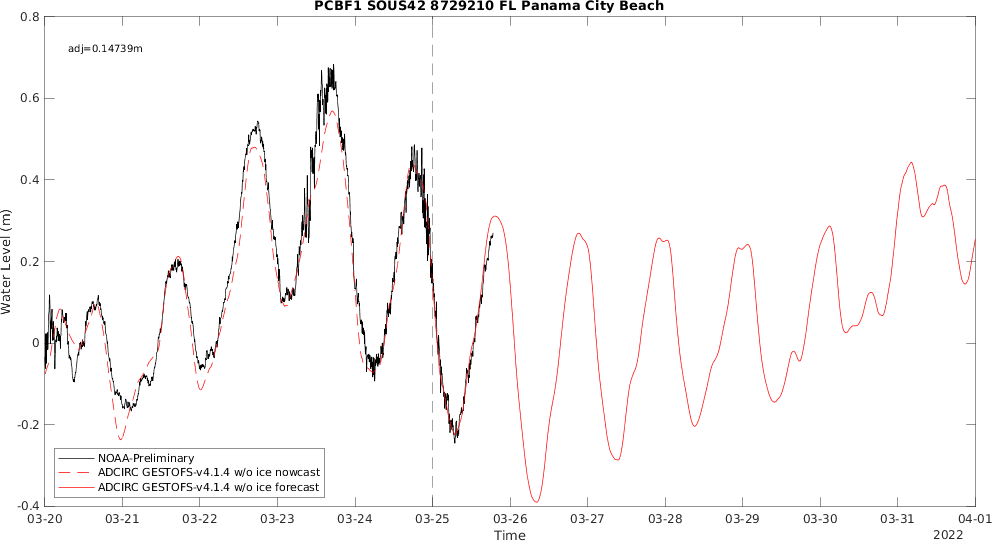 PCBF1 SOUS42 8729210 FL Panama City Beach
0.8
adj=0.14739m
0.6
0.4
0.2
0
-0.2
-0.4
Water Level (m)
NOAA-Preliminary
ADCIRC GESTOFS-v4.1.4 w/o ice nowcast
ADCIRC GESTOFS-v4.1.4 w/o ice forecast
03-20 03-21 03-22 03-23 03-24 03-25 03-26 03-27 03-28 03-29 03-30 03-31 04-01
Time
2022